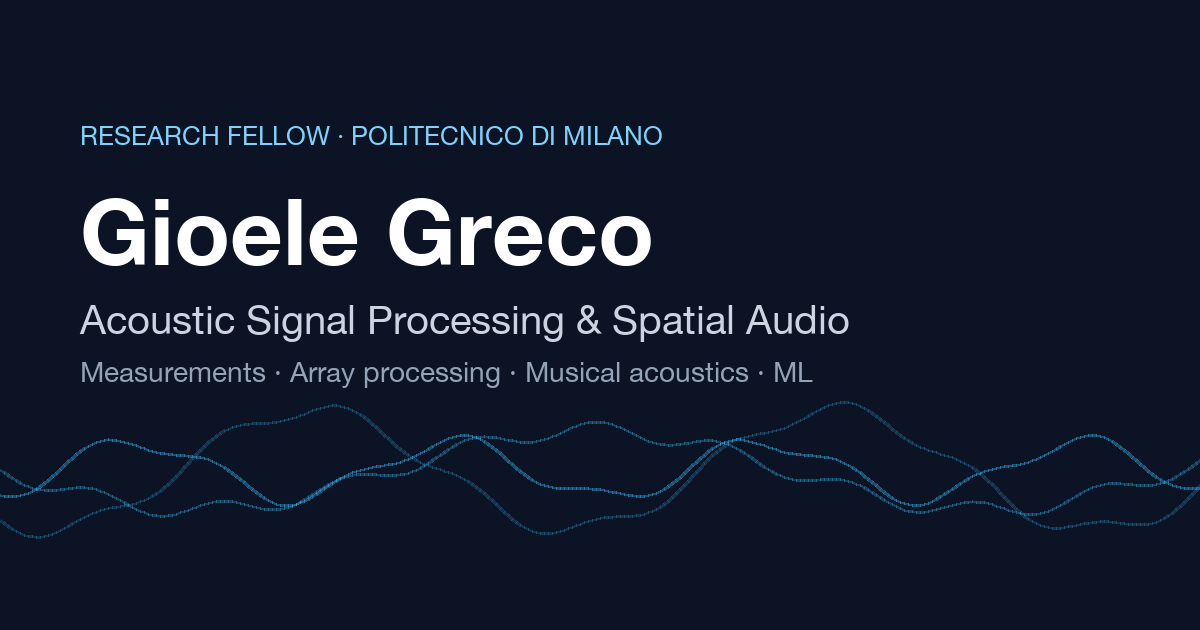 RESEARCH FELLOW · POLITECNICO DI MILANO
Gioele Greco
Acoustic Signal Processing & Spatial Audio
Measurements · Array processing · Musical acoustics · ML